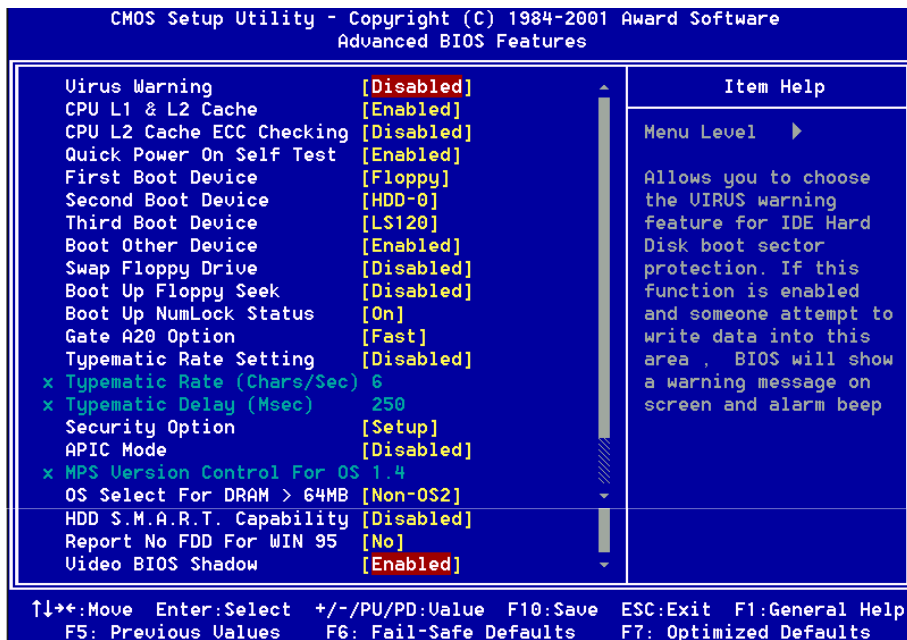 CMOS Setup Utility - Copyright (C) 1984-2001 Award Software
Advanced BIOS Features
Virus Warning [Disabled]
CPU L1 & L2 Cache [Enabled]
CPU L2 Cache ECC Checking [Disabled]
Quick Power On Self Test [Enabled]
First Boot Device [Floppy]
Second Boot Device [HDD-0]
Third Boot Device [LS120]
Boot Other Device [Enabled]
Swap Floppy Drive [Disabled]
Boot Up Floppy Seek [Disabled]
Boot Up NumLock Status [On]
Gate A20 Option [Fast]
Typematic Rate Setting [Disabled]
x Typematic Rate (Chars/Sec) 6
x Typematic Delay (Msec) 250
Security Option [Setup]
APIC Mode [Disabled]
x MPS Version Control For OS 1.4
OS Select For DRAM > 64MB [Non-OS2]
HDD S.M.A.R.T. Capability [Disabled]
Report No FDD For WIN 95 [No]
Video BIOS Shadow [Enabled]
Item Help
Menu Level
Allows you to choose
the VIRUS warning
feature for IDE Hard
Disk boot sector
protection. If this
function is enabled
and someone attempt to
write data into this
area , BIOS will show
a warning message on
screen and alarm beep
↑↓→←:Move Enter:Select +/-/PU/PD:Value F10:Save ESC:Exit F1:General Help
F5: Previous Values F6: Fail-Safe Defaults F7: Optimized Defaults